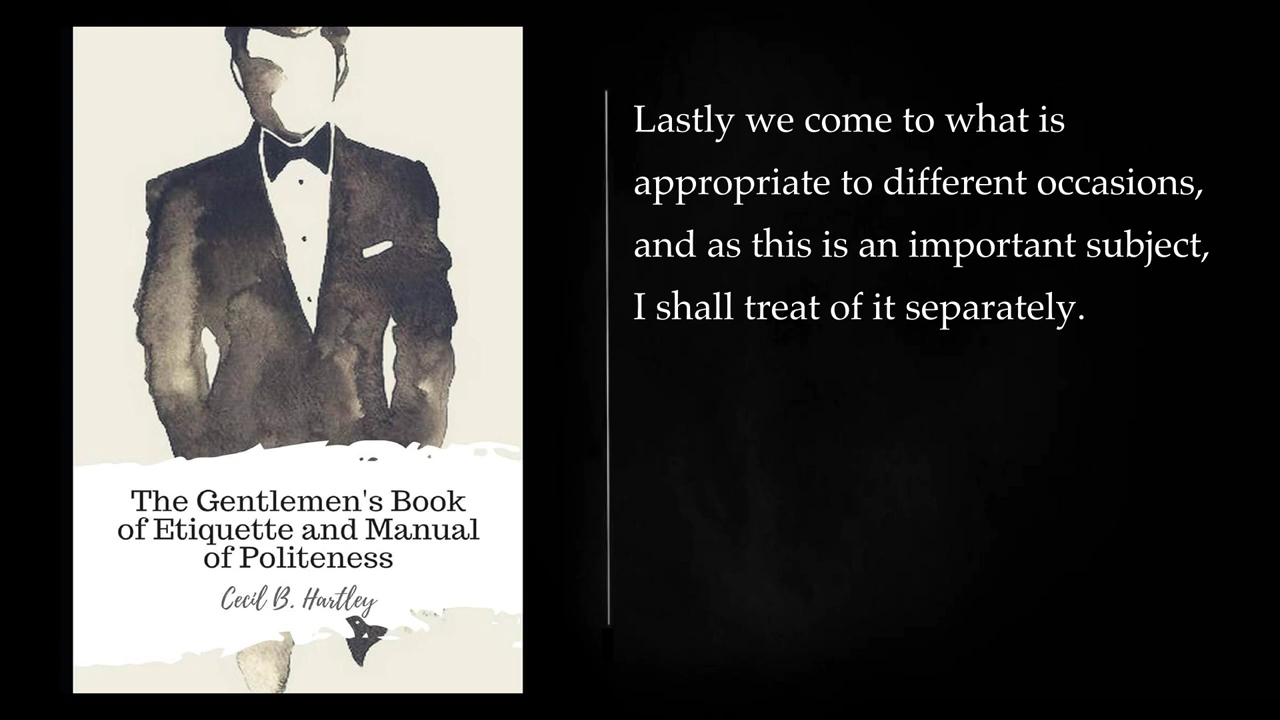 The Gentlemen's Book
of Etiquette and Manual
of Politeness
Cecil B. Hartley
Lastly we come to what is
appropriate to different occasions,
and as this is an important subject,
I shall treat of it separately.